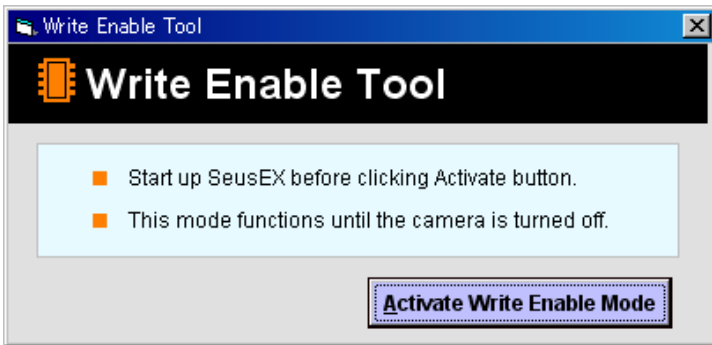 Write Enable Tool
Write Enable Tool
Start up SeusEX before clicking Activate button.
This mode functions until the camera is turned off.
Activate Write Enable Mode